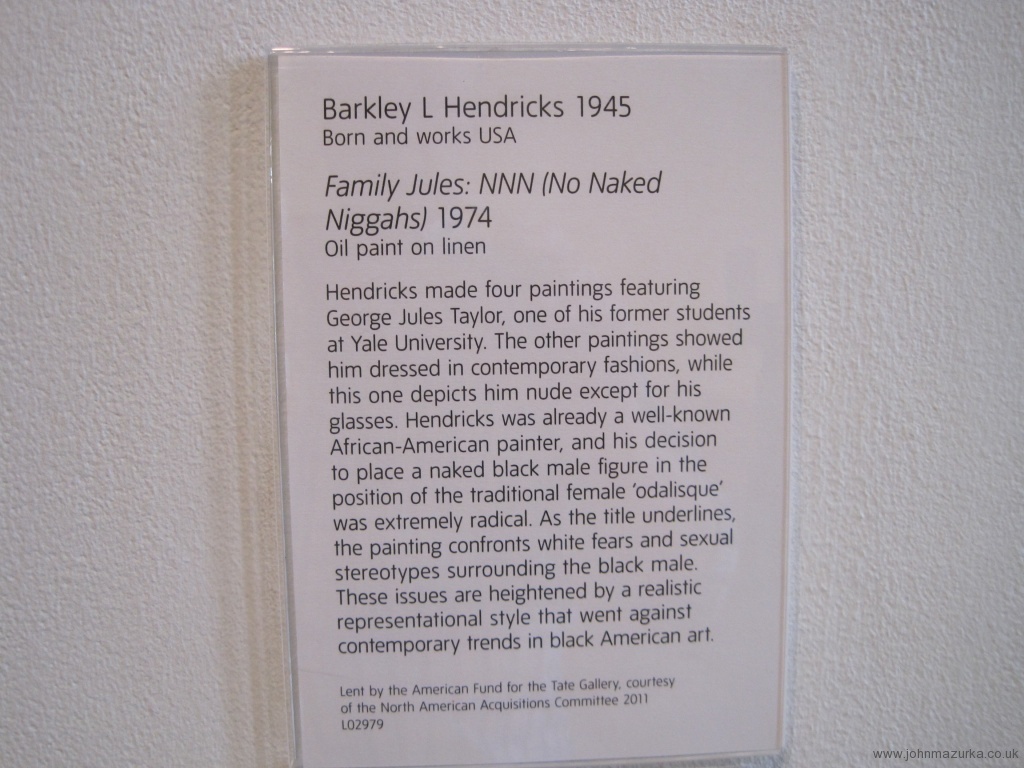 Barkley L Hendricks 1945
Born and works USA
Family Jules: NNN (No Naked
Niggahs) 1974
Oil paint on linen
Hendricks made four paintings featuring
George Jules Taylor, one of his former students
at Yale University. The other paintings showed
him dressed in contemporary fashions, while
this one depicts him nude except for his
glasses. Hendricks was already a well-known
African-American painter, and his decision
to place a naked black male figure in the
position of the traditional female ‘odalisque’
was extremely radical. As the title underlines,
the painting confronts white fears and sexual
stereotypes surrounding the black male.
These issues are heightened by a realistic
representational style that went against
contemporary trends in black American art.
Lent by the American Fund for the Tate Gallery, courtesy
of the North American Acquisitions Committee 2011
L02979
www.johnmazurka.co.uk